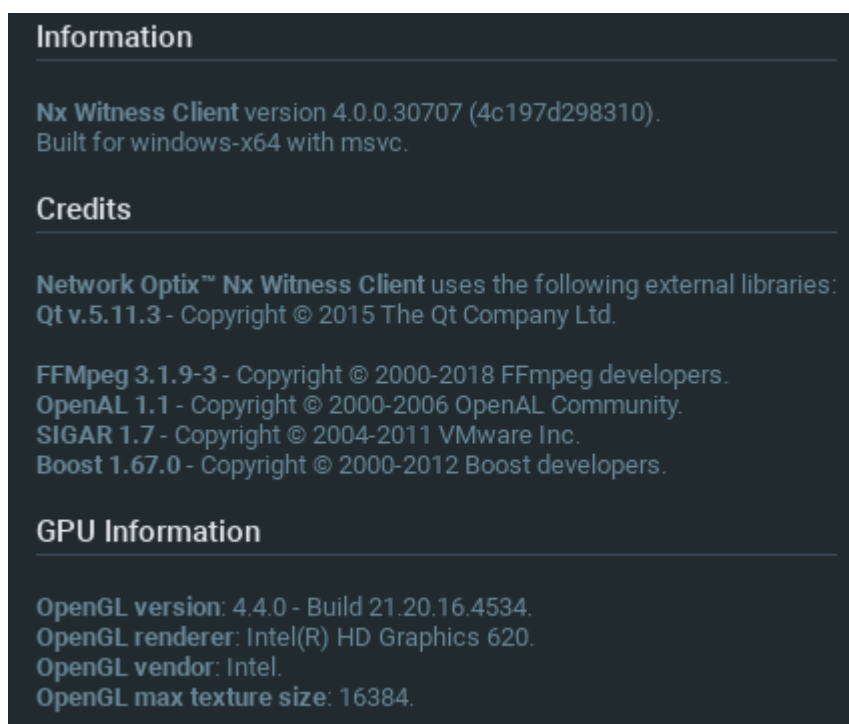 Information
Nx Witness Client version 4.0.0.30707 (4c197d298310).
Built for windows-x64 with msvc.
Credits
Network Optix™ Nx Witness Client uses the following external libraries:
Qt v.5.11.3 - Copyright © 2015 The Qt Company Ltd.
FFMpeg 3.1.9-3 - Copyright © 2000-2018 FFmpeg developers.
OpenAL 1.1 - Copyright © 2000-2006 OpenAL Community.
SIGAR 1.7 - Copyright © 2004-2011 VMware Inc.
Boost 1.67.0 - Copyright © 2000-2012 Boost developers.
GPU Information
OpenGL version: 4.4.0 - Build 21.20.16.4534.
OpenGL renderer: Intel(R) HD Graphics 620.
OpenGL vendor: Intel.
OpenGL max texture size: 16384.